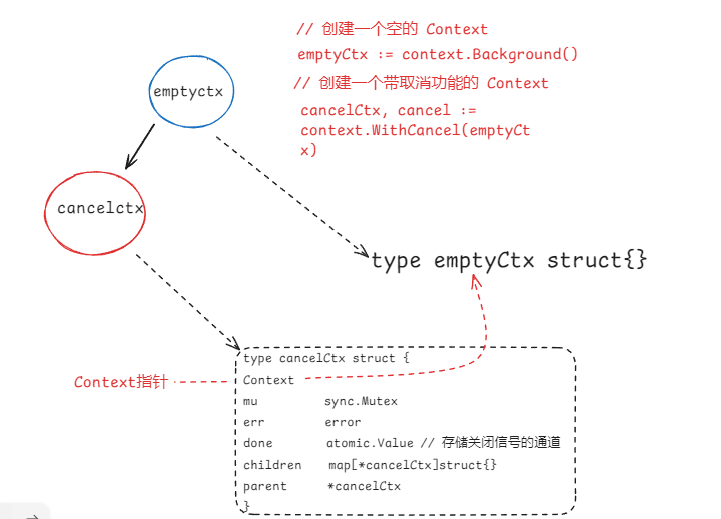 // 创建一个空的 Context
emptyCtx := context.Background()
// 创建一个带取消功能的 Context
cancelCtx, cancel :=
context.WithCancel(emptyCt
x)
emptyctx
cancelctx
type emptyCtx struct{}
type cancelCtx struct {
Context指针
Context
mu sync.Mutex
err error
done atomic.Value // 存储关闭信号的通道
children map[*cancelCtx]struct{}
parent *cancelCtx
}